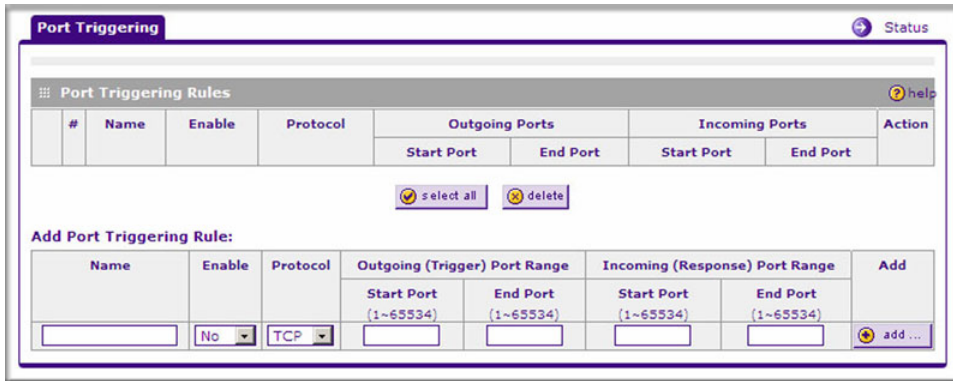 Port Triggering
Status
Port Triggering Rules
help
# Name Enable Protocol Outgoing Ports Incoming Ports Action
Start Port End Port Start Port End Port
select all delete
Add Port Triggering Rule:
Name Enable Protocol Outgoing (Trigger) Port Range Incoming (Response) Port Range Add
Start Port End Port Start Port End Port
(1~65534) (1~65534) (1~65534) (1~65534)
No TCP add ...